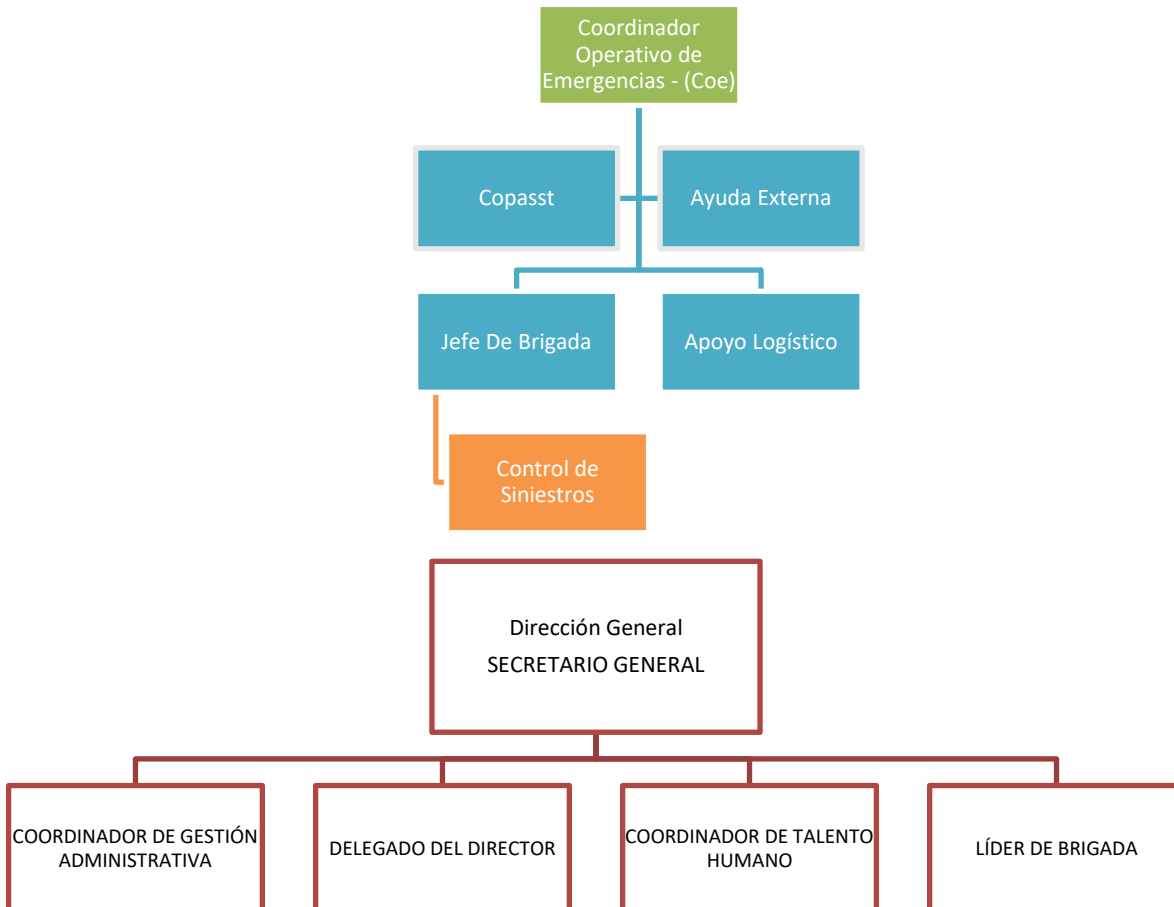 Coordinador
Operativo de
Emergencias - (Coe)
Copasst
Ayuda Externa
Jefe De Brigada
Apoyo Logístico
Control de
Siniestros
Dirección General
SECRETARIO GENERAL
COORDINADOR DE GESTIÓN
ADMINISTRATIVA
DELEGADO DEL DIRECTOR
COORDINADOR DE TALENTO
HUMANO
LÍDER DE BRIGADA